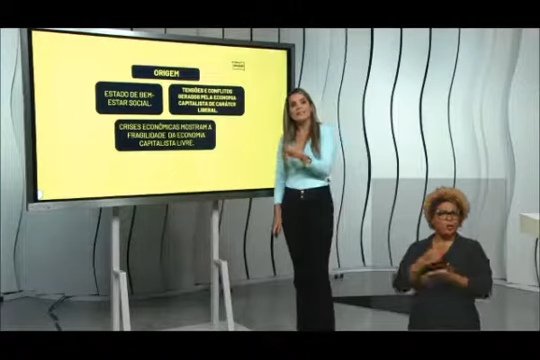 ORIGEM
ESTADO DE BEM-
ESTAR SOCIAL.
TENSÕES E CONFLITOS
GERADOS PELA ECONOMIA
CAPITALISTA DE CARÁTER
LIBERAL.
CRISES ECONÔMICAS MOSTRAM A
FRAGILIDADE DA ECONOMIA
CAPITALISTA LIVRE.